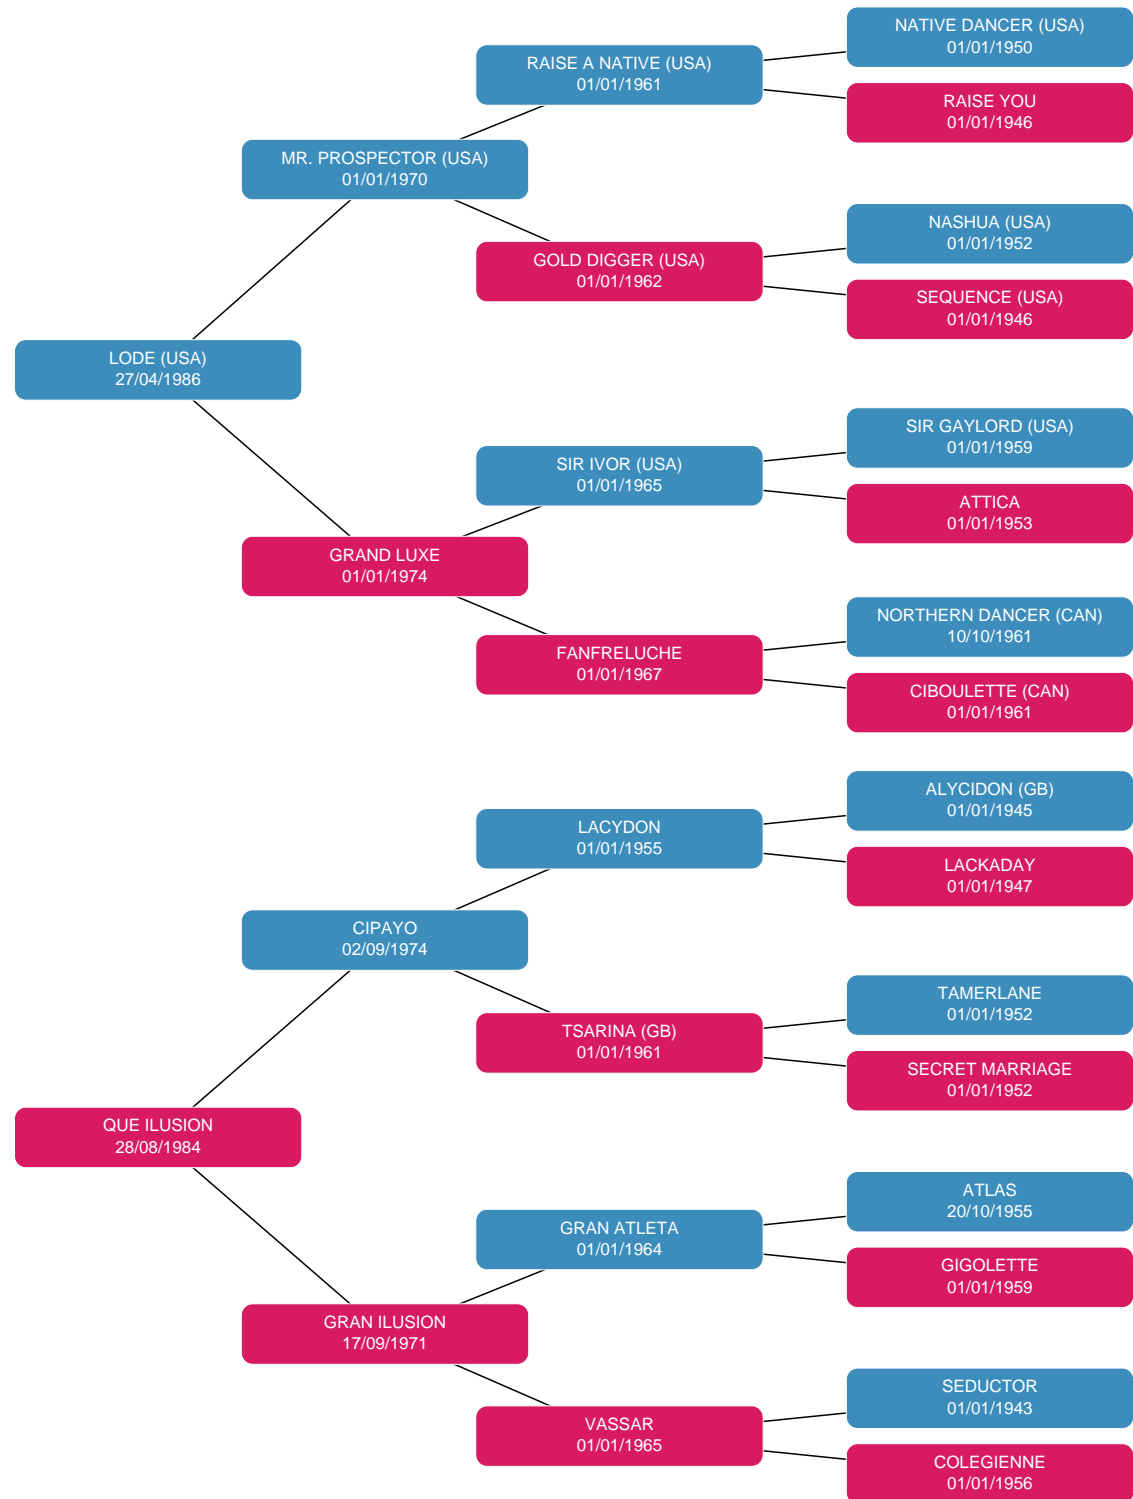 NATIVE DANCER (USA)
01/01/1950
RAISE A NATIVE (USA)
01/01/1961
RAISE YOU
01/01/1946
MR. PROSPECTOR (USA)
01/01/1970
NASHUA (USA)
01/01/1952
GOLD DIGGER (USA)
01/01/1962
SEQUENCE (USA)
01/01/1946
LODE (USA)
27/04/1986
SIR GAYLORD (USA)
01/01/1959
SIR IVOR (USA)
01/01/1965
ATTICA
01/01/1953
GRAND LUXE
01/01/1974
NORTHERN DANCER (CAN)
10/10/1961
FANFRELUCHE
01/01/1967
CIBOULETTE (CAN)
01/01/1961
ALYCIDON (GB)
01/01/1945
LACYDON
01/01/1955
LACKADAY
01/01/1947
CIPAYO
02/09/1974
TAMERLANE
01/01/1952
TSARINA (GB)
01/01/1961
SECRET MARRIAGE
01/01/1952
QUE ILUSION
28/08/1984
ATLAS
20/10/1955
GRAN ATLETA
01/01/1964
GIGOLETTE
01/01/1959
GRAN ILUSION
17/09/1971
SEDUCTOR
01/01/1943
VASSAR
01/01/1965
COLEGIENNE
01/01/1956